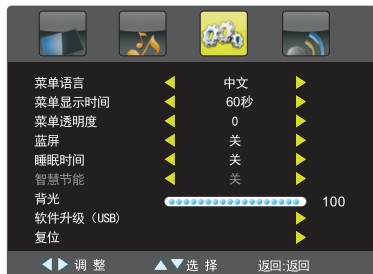 菜单语言 中文
菜单显示时间 60秒
菜单透明度 0
蓝屏 关
睡眠时间 关
智慧节能 关
背光 100
软件升级（USB)
复位
调 整 选 择 返回:返回